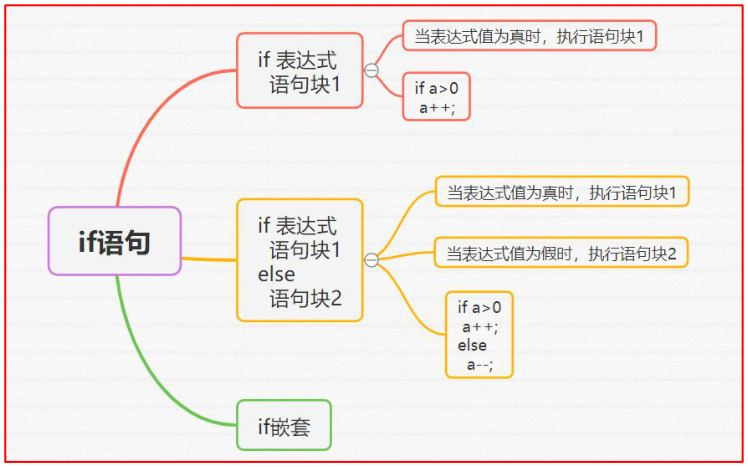 if语句
if 表达式
语句块1
当表达式值为真时，执行语句块1
if a>0
a++;
if 表达式
语句块1
else
语句块2
当表达式值为真时，执行语句块1
当表达式值为假时，执行语句块2
if a>0
a++;
else
a--;
if嵌套